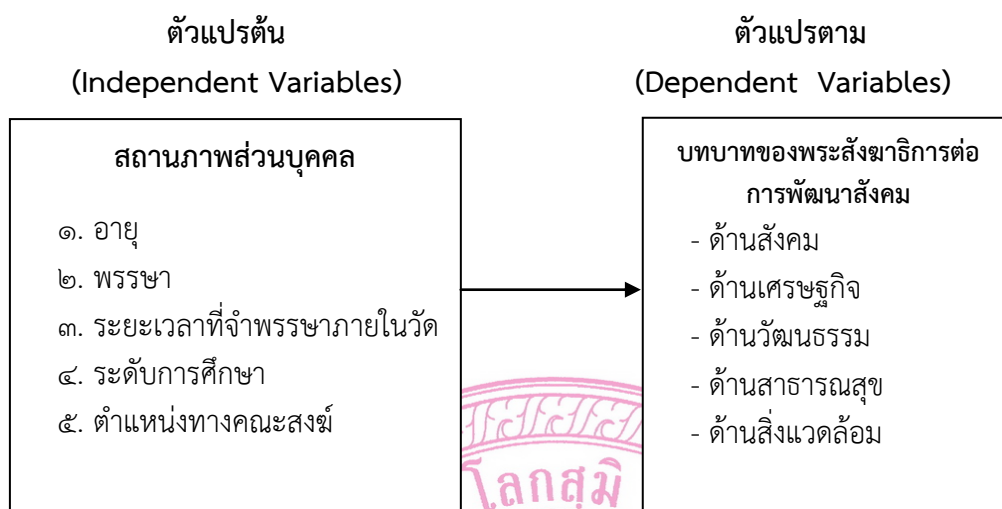 ตัวแปรต้น
(Independent Variables)
สถานภาพส่วนบุคคล
๑. อายุ
๒. พรรษา
๓. ระยะเวลาที่จำพรรษาภายในวัด
๔. ระดับการศึกษา
๕. ตำแหน่งทางคณะสงฆ์
ตัวแปรตาม
(Dependent Variables)
บทบาทของพระสังฆาธิการต่อ
การพัฒนาสังคม
- ด้านสังคม
- ด้านเศรษฐกิจ
- ด้านวัฒนธรรม
- ด้านสาธารณสุข
- ด้านสิ่งแวดล้อม
โลกสฺมิ